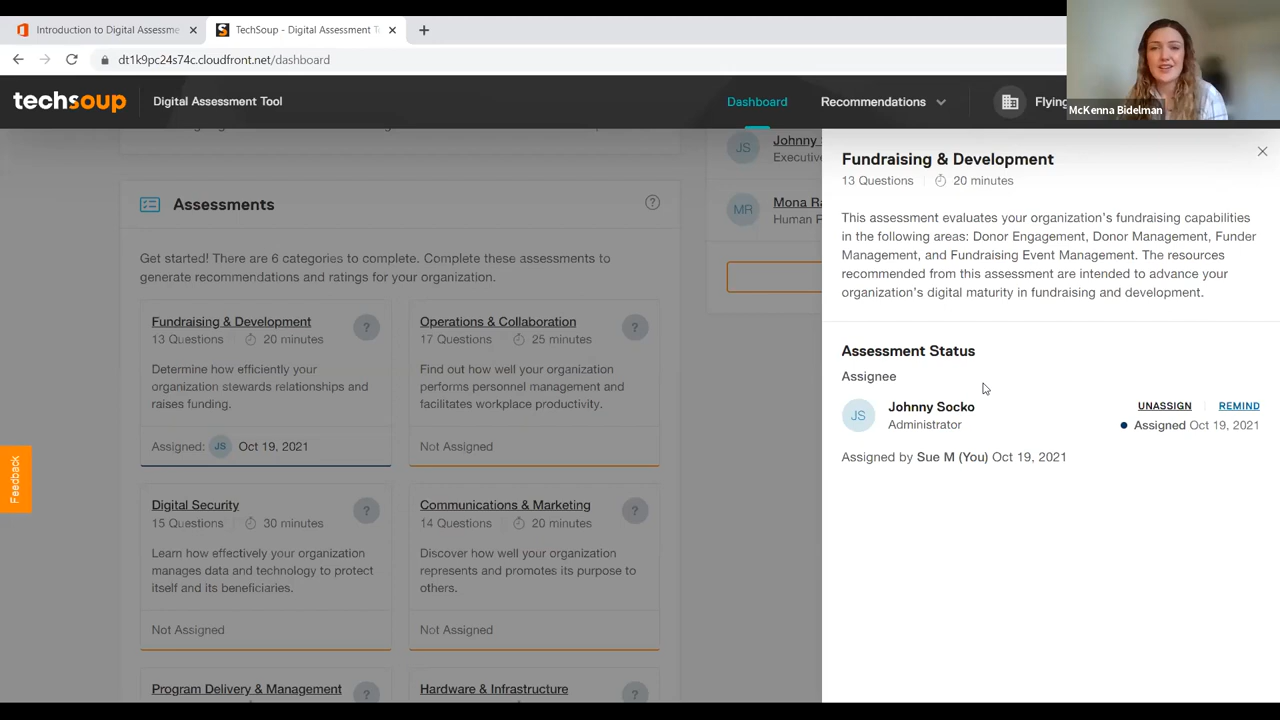 Introduction to Digital Assessme
TechSoup - Digital Assessment T
dt1k9pc24s74c.cloudfront.net/dashboard
McKenna Bidelman
techsoup
Digital Assessment Tool
Dashboard
Recommendations
Flying
Assessments
?
Get started! There are 6 categories to complete. Complete these assessments to
generate recommendations and ratings for your organization.
Fundraising & Development
?
13 Questions
20 minutes
Determine how efficiently your
organization stewards relationships and
raises funding.
Assigned: JS Oct 19, 2021
Operations & Collaboration
?
17 Questions
25 minutes
Find out how well your organization
performs personnel management and
facilitates workplace productivity.
Not Assigned
Digital Security
?
15 Questions
30 minutes
Learn how effectively your organization
manages data and technology to protect
itself and its beneficiaries.
Not Assigned
Communications & Marketing
?
14 Questions
20 minutes
Discover how well your organization
represents and promotes its purpose to
others.
Not Assigned
Program Delivery & Management
?
Hardware & Infrastructure
?
Feedback
JS
Johnny
Executiv
MR
Mona Ra
Human R
Fundraising & Development
13 Questions
20 minutes
This assessment evaluates your organization's fundraising capabilities
in the following areas: Donor Engagement, Donor Management, Funder
Management, and Fundraising Event Management. The resources
recommended from this assessment are intended to advance your
organization's digital maturity in fundraising and development.
Assessment Status
Assignee
JS
Johnny Socko
Administrator
UNASSIGN
REMIND
Assigned Oct 19, 2021
Assigned by Sue M (You) Oct 19, 2021